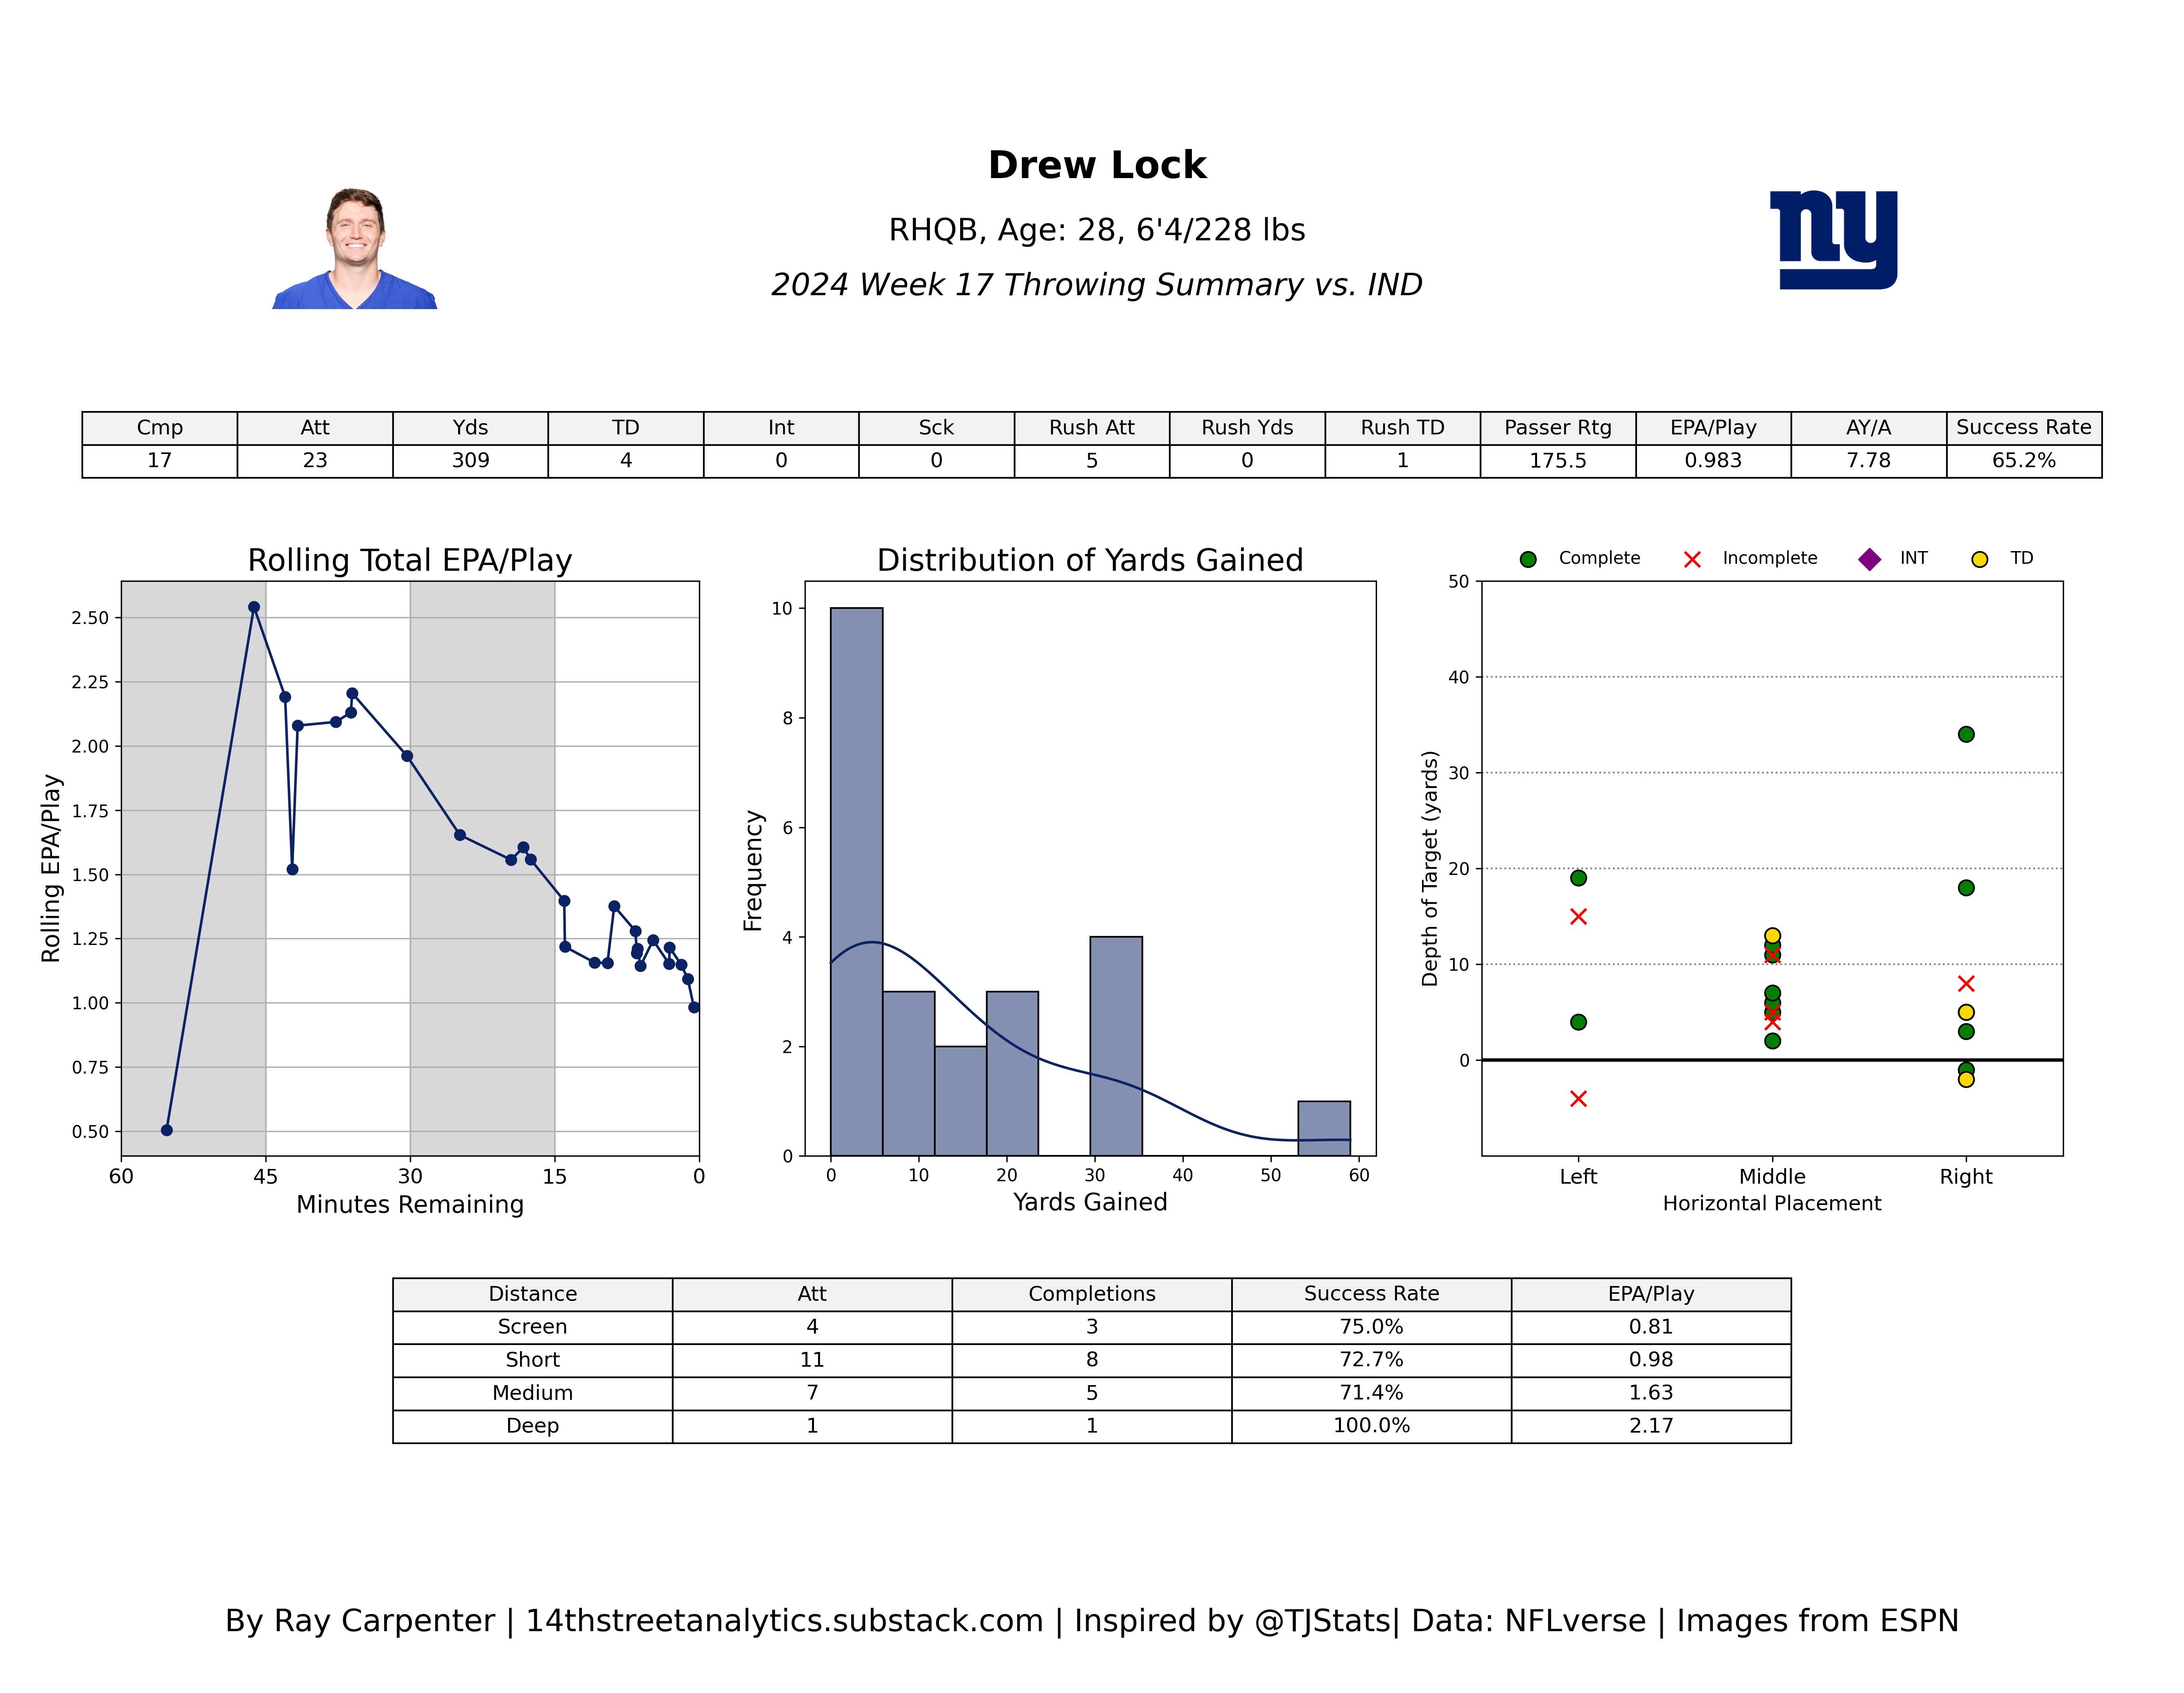 Drew Lock
RHQB, Age: 28, 6'4/228 lbs
2024 Week 17 Throwing Summary vs. IND
ny
Cmp Att Yds TD Int Sck Rush Att Rush Yds Rush TD Passer Rtg EPA/Play AY/A Success Rate
17 23 309 4 0 0 5 0 1 175.5 0.983 7.78 65.2%
Rolling Total EPA/Play
2.50
2.25
2.00
1.75
1.50
1.25
1.00
0.75
0.50
Rolling EPA/Play
60 45 30 15 0
Minutes Remaining
Distribution of Yards Gained
10
8
6
4
2
0
Frequency
0 10 20 30 40 50 60
Yards Gained
Complete Incomplete INT TD
50
40
30
20
10
0
Depth of Target (yards)
Left Middle Right
Horizontal Placement
Distance Att Completions Success Rate EPA/Play
Screen 4 3 75.0% 0.81
Short 11 8 72.7% 0.98
Medium 7 5 71.4% 1.63
Deep 1 1 100.0% 2.17
By Ray Carpenter | 14thstreetanalytics.substack.com | Inspired by @TJStats| Data: NFLverse | Images from ESPN